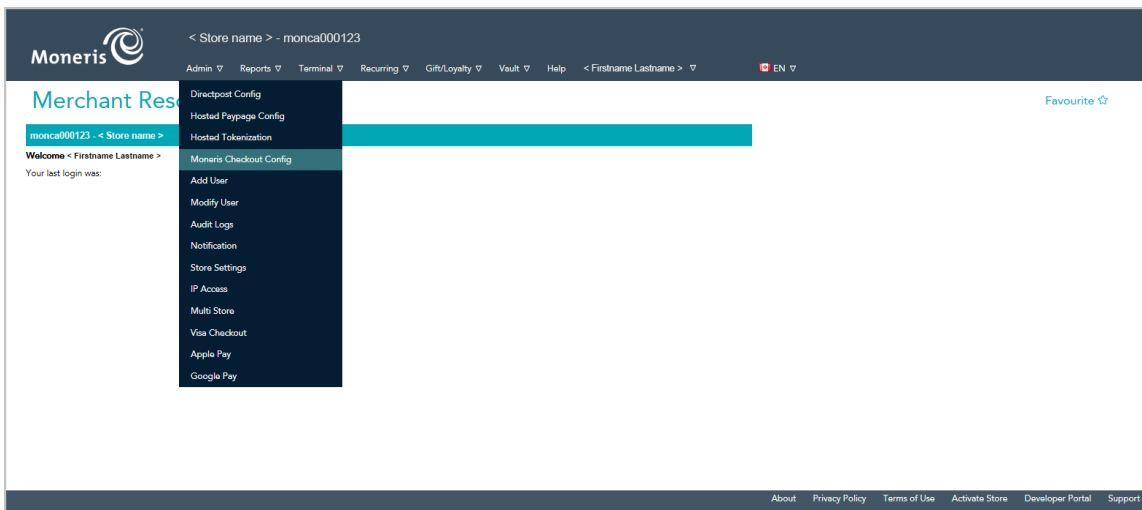 Moneris
< Store name > - monca000123
Admin ▽ Reports ▽ Terminal ▽ Recurring ▽ Gift/Loyalty ▽ Vault ▽ Help < Firstname Lastname > ▽ EN ▽
Merchant Reso
Favourite ☆
monca000123 - < Store name >
Welcome < Firstname Lastname >
Your last login was:
Directpost Config
Hosted Paypage Config
Hosted Tokenization
Moneris Checkout Config
Add User
Modify User
Audit Logs
Notification
Store Settings
IP Access
Multi Store
Visa Checkout
Apple Pay
Google Pay
About Privacy Policy Terms of Use Activate Store Developer Portal Support